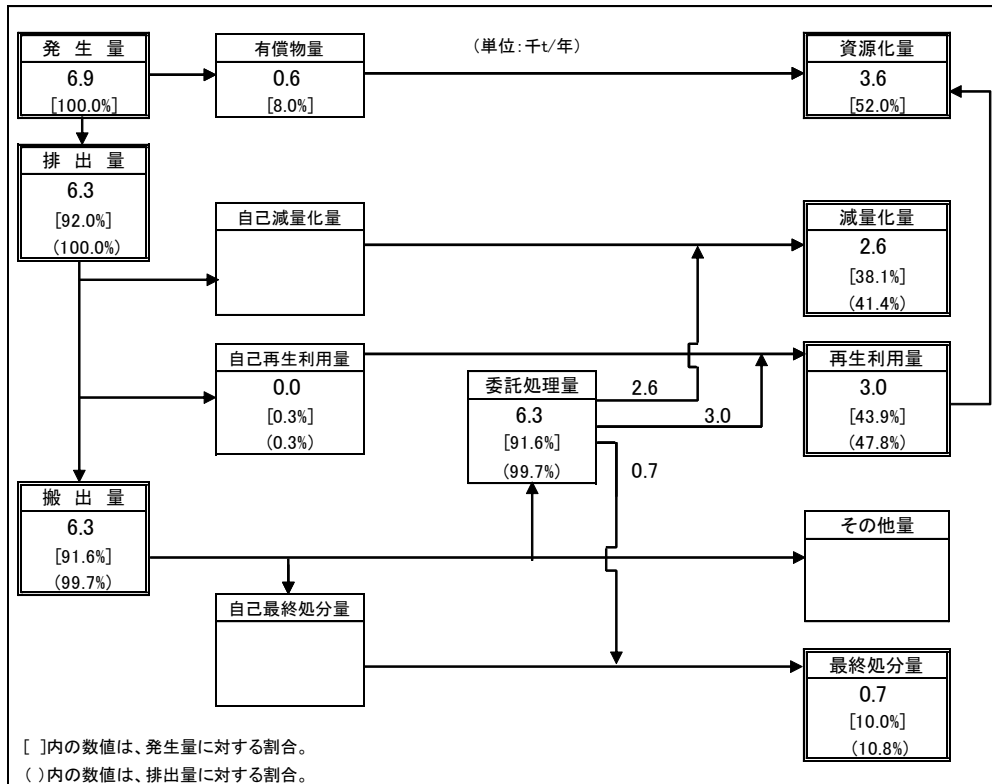 発 生 量
6.9
[100.0%]
有償物量
0.6
[8.0%]
(単位:千t/年)
資源化量
3.6
[52.0%]
排 出 量
6.3
[92.0%]
(100.0%)
自己減量化量
減量化量
2.6
[38.1%]
(41.4%)
自己再生利用量
0.0
[0.3%]
(0.3%)
委託処理量
6.3
[91.6%]
(99.7%)
2.6
3.0
0.7
再生利用量
3.0
[43.9%]
(47.8%)
搬 出 量
6.3
[91.6%]
(99.7%)
その他量
自己最終処分量
最終処分量
0.7
[10.0%]
(10.8%)
[ ]内の数値は、発生量に対する割合。
( )内の数値は、排出量に対する割合。